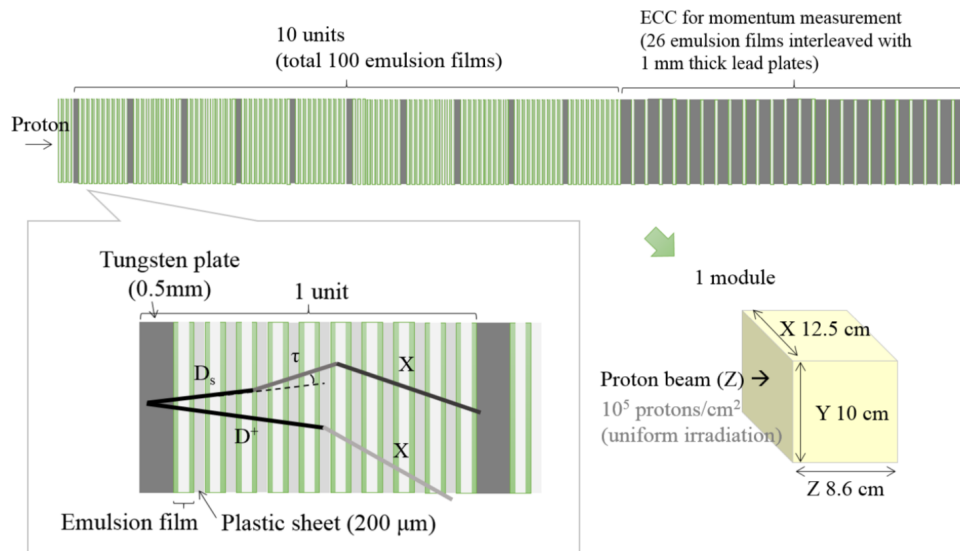 10 units
(total 100 emulsion films)
ECC for momentum measurement
(26 emulsion films interleaved with
1 mm thick lead plates)
Proton
Tungsten plate
(0.5mm)
1 unit
τ
X
Ds
D+
X
Emulsion film
Plastic sheet (200 μm)
1 module
X 12.5 cm
Proton beam (Z)
10⁵ protons/cm²
(uniform irradiation)
Y 10 cm
Z 8.6 cm